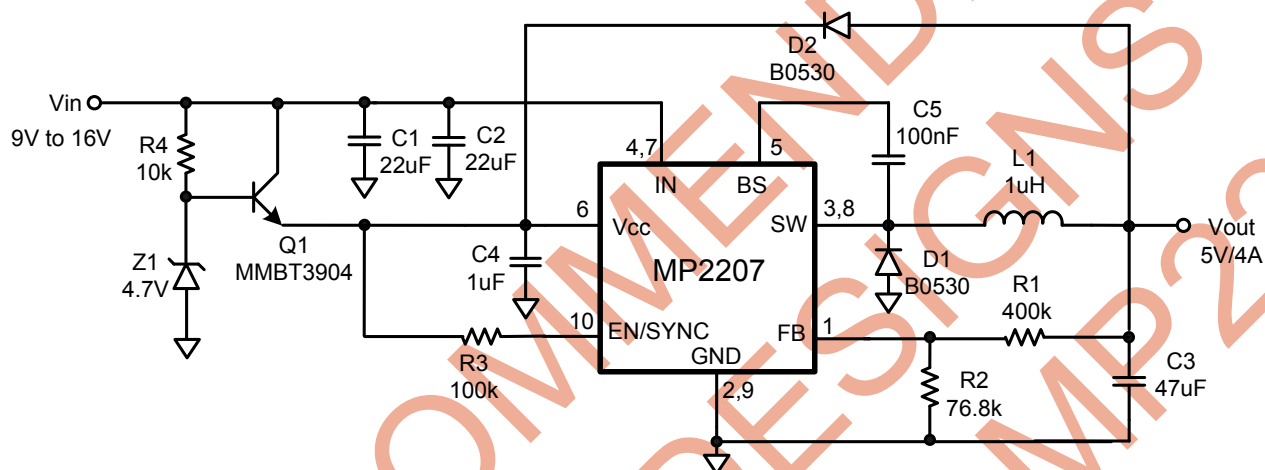 D2
B0530
Vin
9V to 16V
R4
10k
C1
22uF
C2
22uF
4,7
IN
5
BS
C5
100nF
L1
1uH
Q1
MMBT3904
Z1
4.7V
6
Vcc
C4
1uF
MP2207
SW
3,8
D1
B0530
Vout
5V/4A
R1
400k
R3
100k
10
EN/SYNC
FB
1
GND
2,9
R2
76.8k
C3
47uF
OMMEND
DESIGNS
MP22